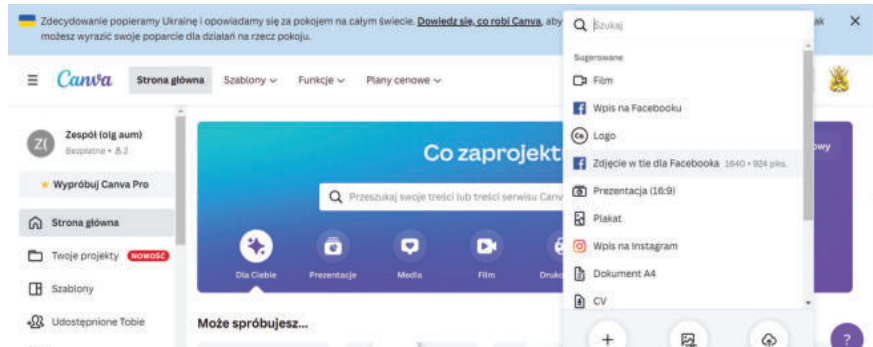 Zdecydowanie popieramy Ukrainę i opowiadamy się za pokojem na całym świecie. Dowiedz się, co robi Canva, aby
ak
możesz wyrazić swoje poparcie dla działań na rzecz pokoju.
Canva
Strona główna
Szablony
Funkcje
Plany cenowe
Z(
Zespół (olg aum)
Bezpłatne • 2
Wypróbuj Canva Pro
Strona główna
Twoje projekty NOWOŚĆ
Szablony
Udostępnione Tobie
Co zaprojekt
owy
Przeszukaj swoje treści lub treści serwisu Canv
Dla Ciebie
Prezentacje
Media
Film
Druko
Może spróbujesz...
Szukaj
Sugerowane
Film
Wpis na Facebooku
Co. Logo
Zdjęcie w tle dla Facebooka 1640 × 924 piks.
Prezentacja (16:9)
Plakat
Wpis na Instagram
Dokument A4
CV
?